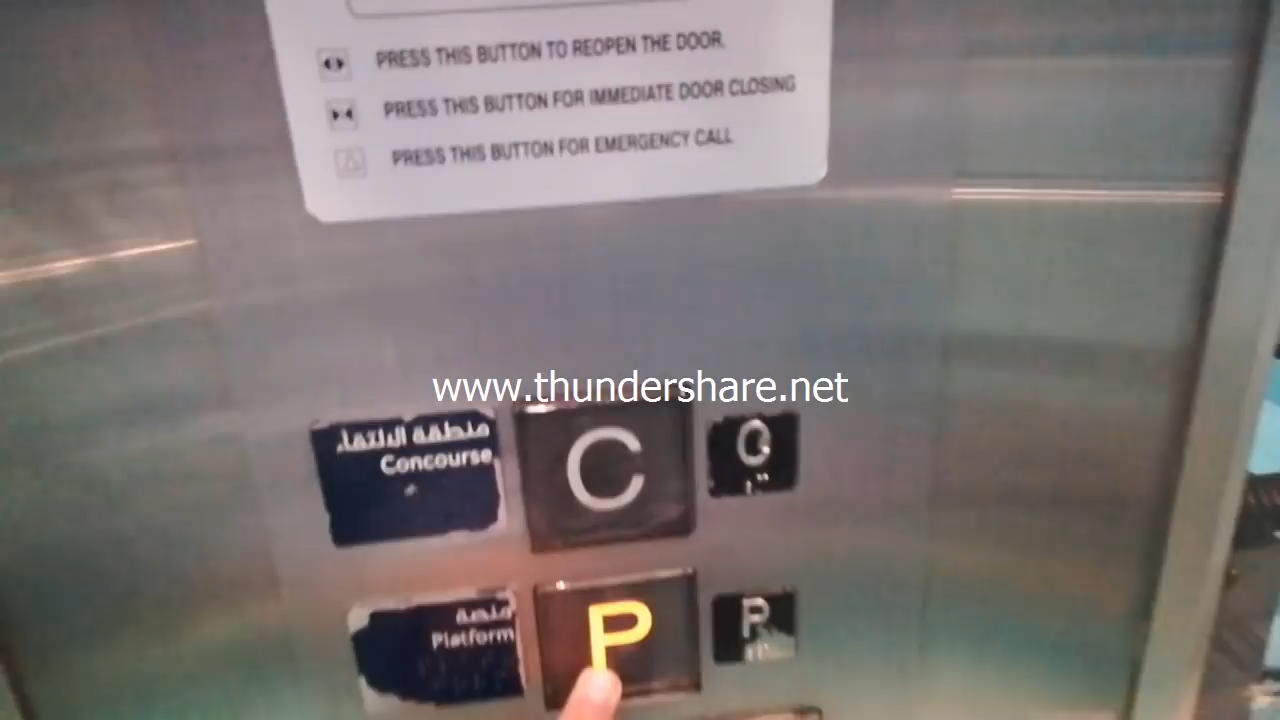 PRESS THIS BUTTON TO REOPEN THE DOOR.
PRESS THIS BUTTON FOR IMMEDIATE DOOR CLOSING
PRESS THIS BUTTON FOR EMERGENCY CALL
www.thundershare.net
منطقة
Concourse
C
C
منصة
Platform
P
P